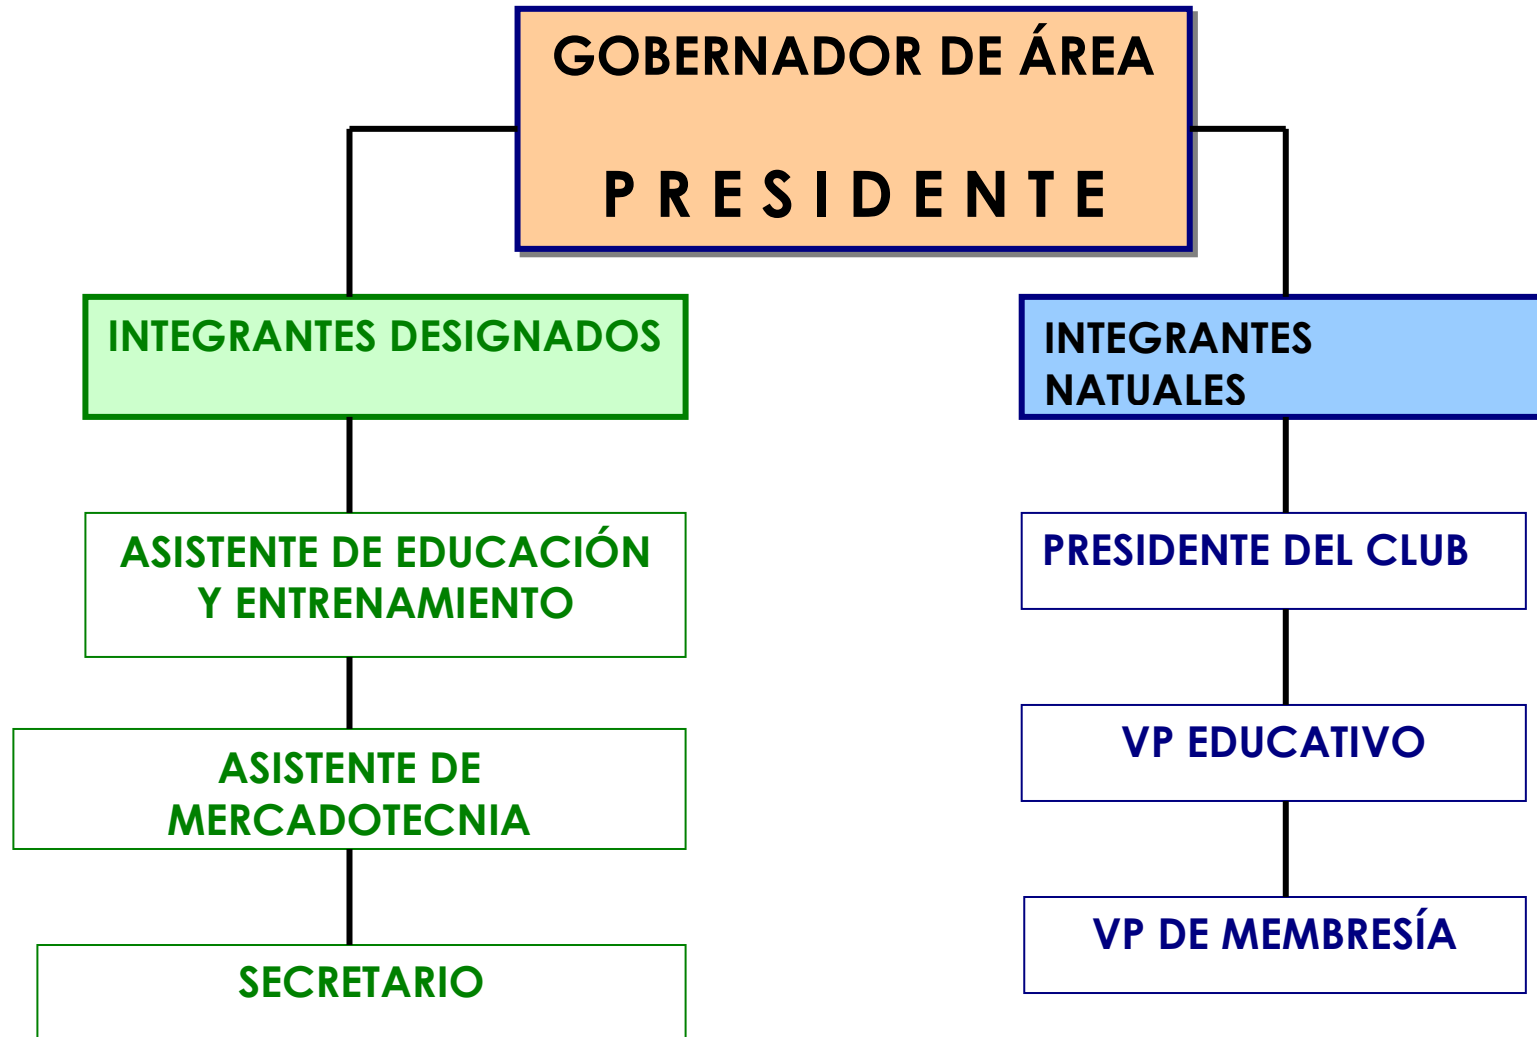 GOBERNADOR DE ÁREA
P R E S I D E N T E
INTEGRANTES DESIGNADOS
ASISTENTE DE EDUCACIÓN
Y ENTRENAMIENTO
ASISTENTE DE
MERCADOTECNIA
SECRETARIO
INTEGRANTES
NATUALES
PRESIDENTE DEL CLUB
VP EDUCATIVO
VP DE MEMBRESÍA